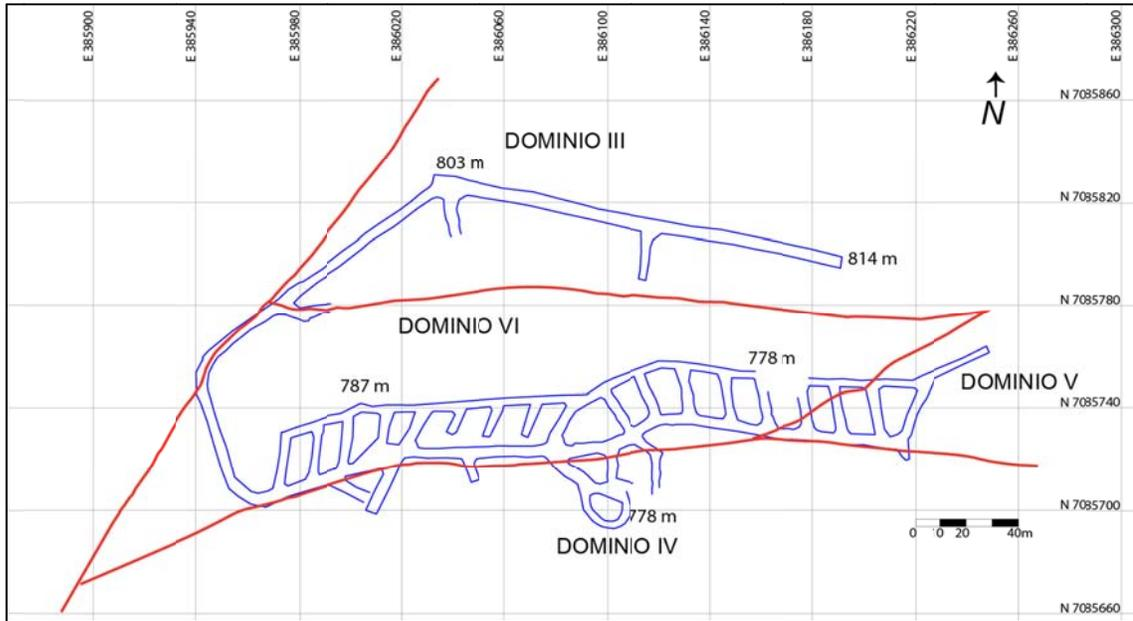 E 385900
E 385940
E 385980
E 386020
E 386060
E 386100
E 386140
E 386180
E 386220
E 386260
E 386300
N 7085860
N
DOMINIO III
803 m
N 7085820
814 m
N 7085780
DOMINIO VI
778 m
787 m
DOMINIO V
N 7085740
N 7085700
778 m
0 10 20 40m
DOMINIO IV
N 7085660